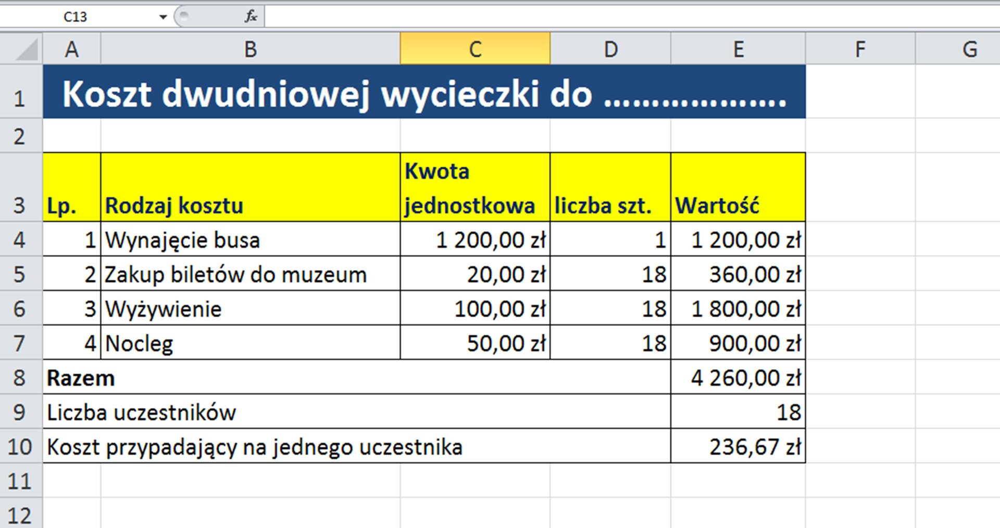 C13 fx
A B C D E F G
1 Koszt dwudniowej wycieczki do ……………….
2
3 Lp. Rodzaj kosztu Kwota jednostkowa liczba szt. Wartość
4 1 Wynajęcie busa 1 200,00 zł 1 1 200,00 zł
5 2 Zakup biletów do muzeum 20,00 zł 18 360,00 zł
6 3 Wyżywienie 100,00 zł 18 1 800,00 zł
7 4 Nocleg 50,00 zł 18 900,00 zł
8 Razem 4 260,00 zł
9 Liczba uczestników 18
10 Koszt przypadający na jednego uczestnika 236,67 zł
11
12